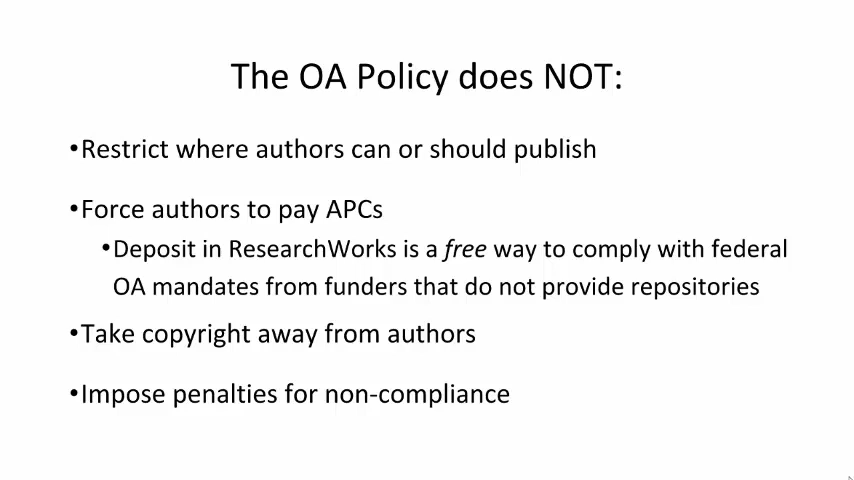 The OA Policy does NOT:
•Restrict where authors can or should publish
•Force authors to pay APCs
•Deposit in ResearchWorks is a free way to comply with federal
OA mandates from funders that do not provide repositories
•Take copyright away from authors
•Impose penalties for non-compliance